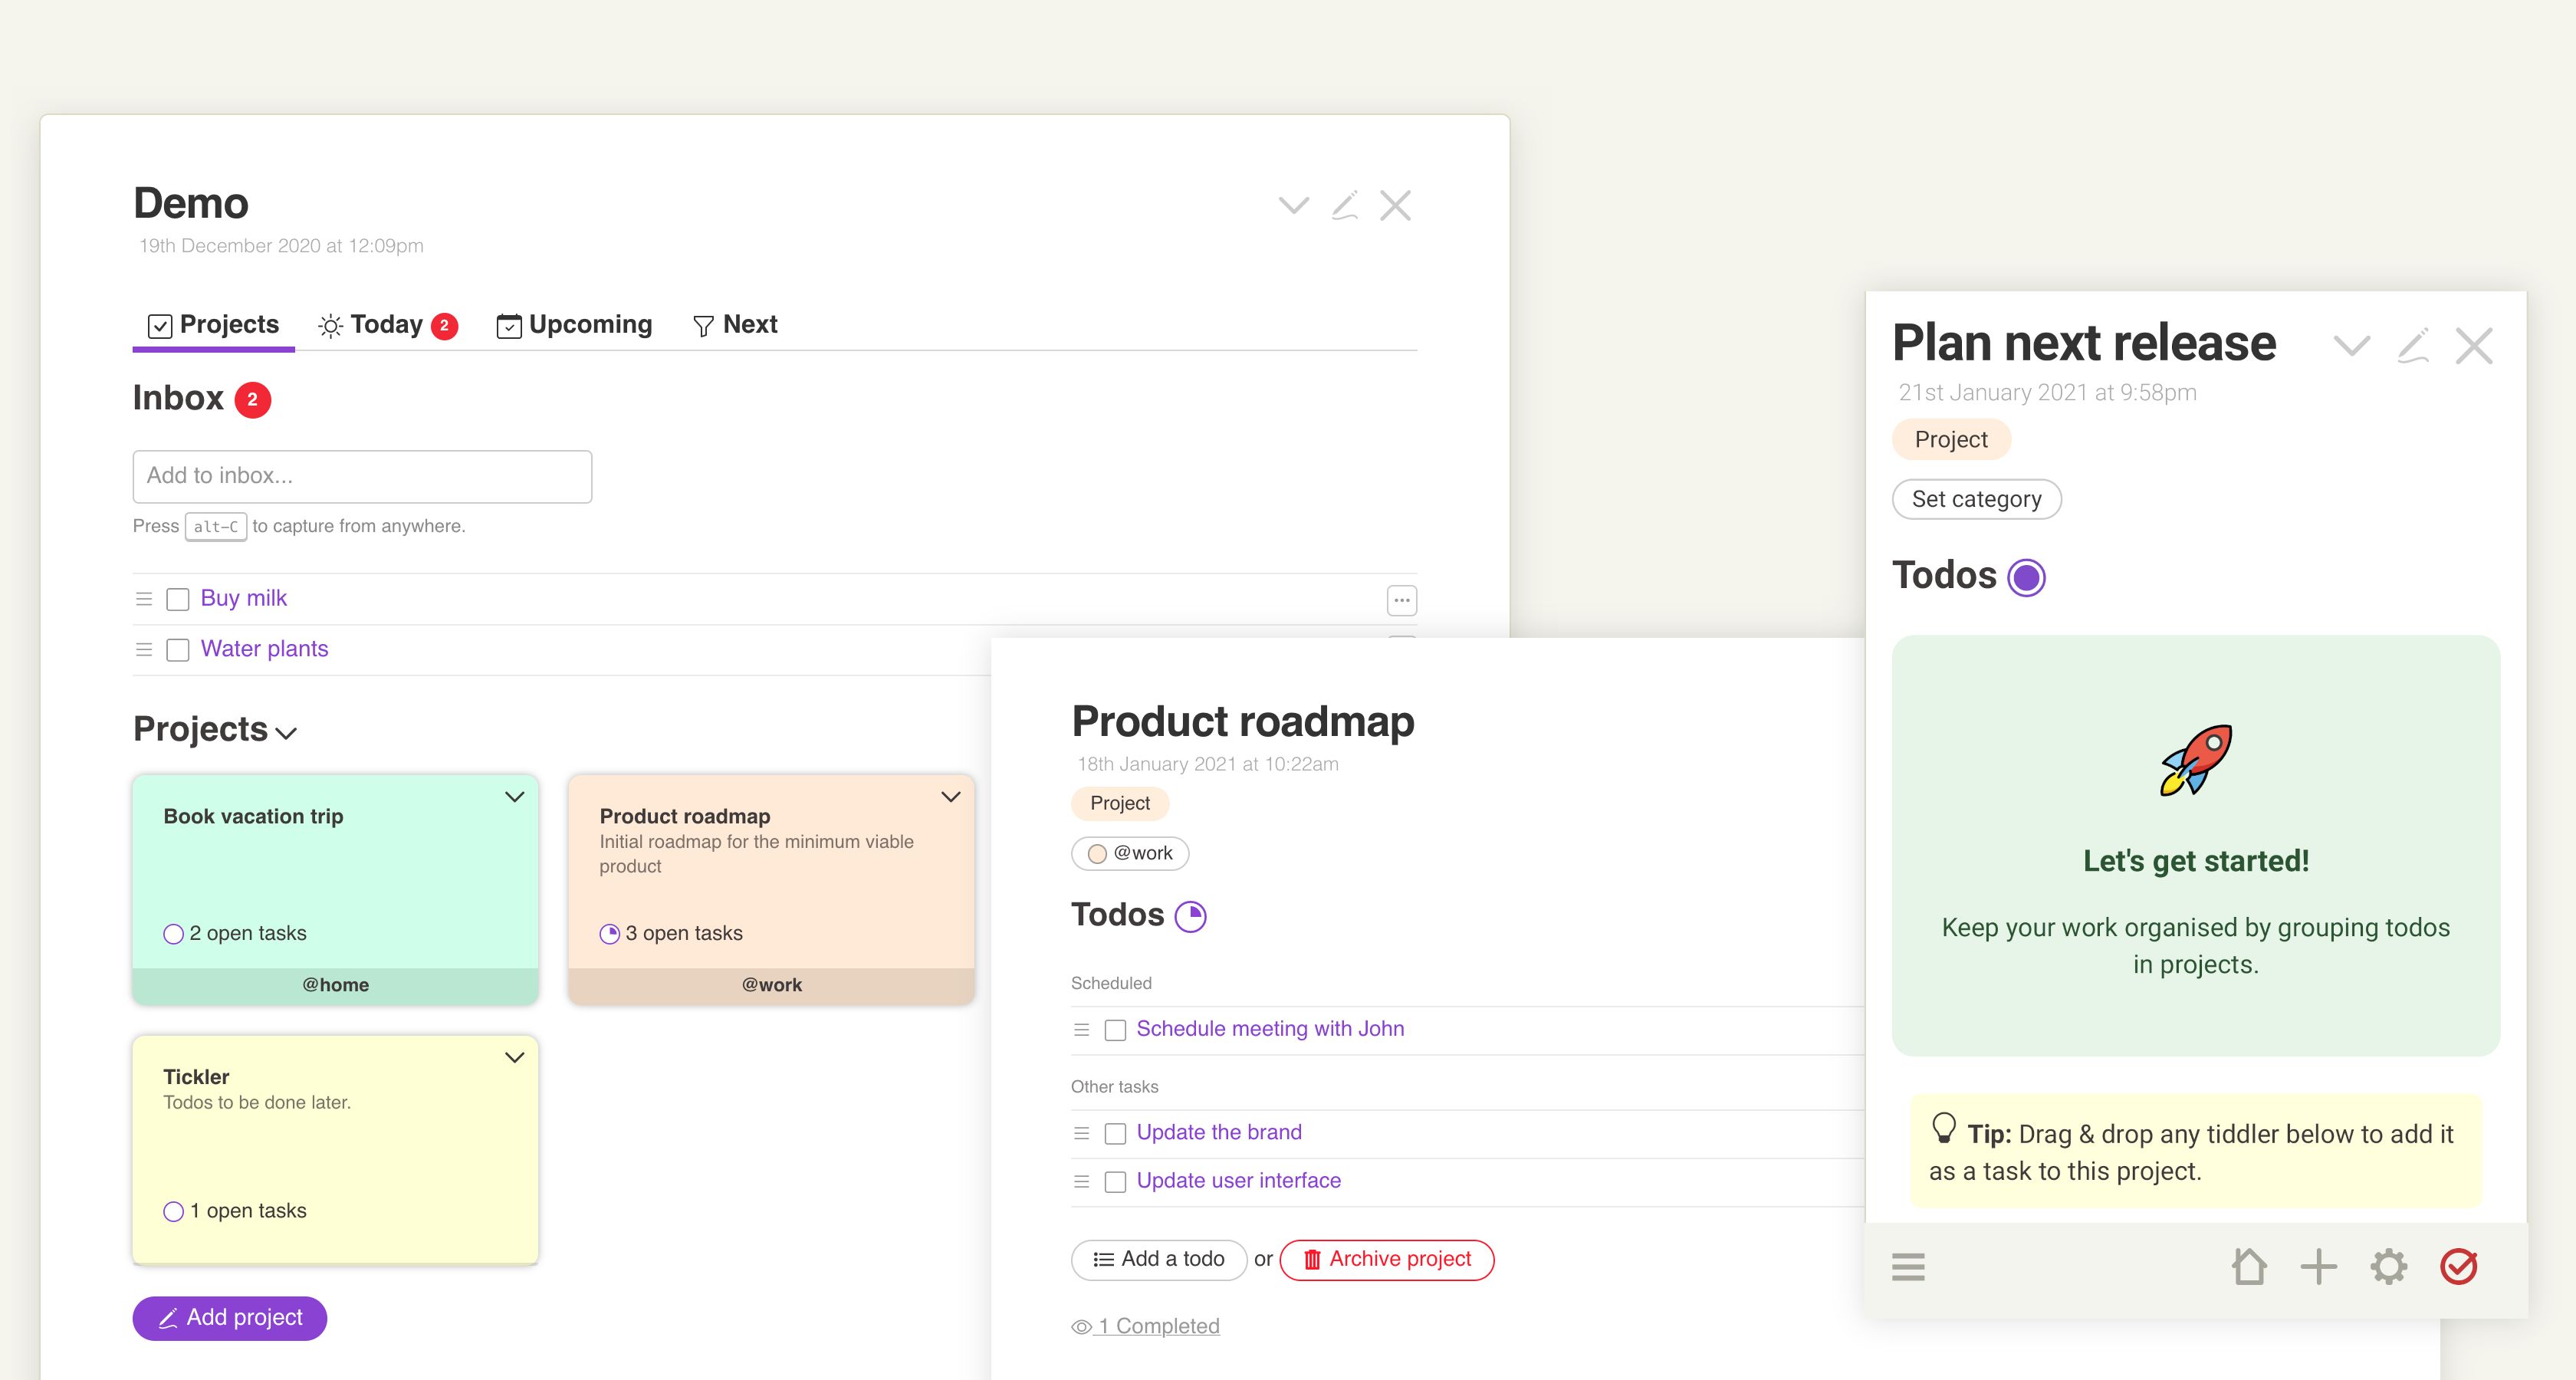 Demo
19th December 2020 at 12:09pm
Projects Today 2 Upcoming Next
Inbox 2
Add to inbox...
Press alt-C to capture from anywhere.
Buy milk
Water plants
Projects
Book vacation trip
2 open tasks
@home
Product roadmap
Initial roadmap for the minimum viable
product
3 open tasks
@work
Tickler
Todos to be done later.
1 open tasks
Add project
Product roadmap
18th January 2021 at 10:22am
Project
@work
Todos
Scheduled
Schedule meeting with John
Other tasks
Update the brand
Update user interface
Add a todo or Archive project
1 Completed
Plan next release
21st January 2021 at 9:58pm
Project
Set category
Todos
Let's get started!
Keep your work organised by grouping todos
in projects.
Tip: Drag & drop any tiddler below to add it
as a task to this project.